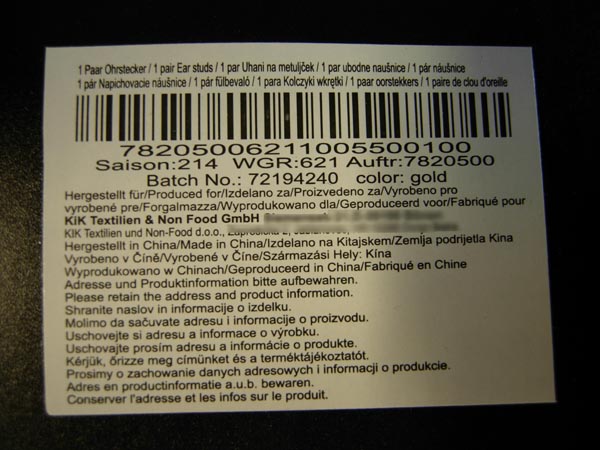 1 Paar Ohrstecker / 1 pair Ear studs / 1 par Uhani na metuljček / 1 par ubodne naušnice / 1 pár náušnice
1 pár Napichovacie náušnice / 1 pár fülbevaló / 1 para Kolczyki wkrętki / 1 paar oorstekkers / 1 paire de clou d'oreille
7820500621100550010 0
Saison:214 WGR:621 Auftr:7820500
Batch No.: 72194240 color: gold
Hergestellt für/Produced for/Izdelano za/Proizvedeno za/Vyrobeno pro
vyrobené pre/Forgalmazza/Wyprodukowano dla/Geproduceerd voor/Fabriqué pour
KiK Textilien & Non Food GmbH
KIK Textilien und Non-Food d.o.o.,
Hergestellt in China/Made in China/Izdelano na Kitajskem/Zemlja podrijetla Kina
Vyrobeno v Číně/Vyrobené v Číne/Származási Hely: Kína
Wyprodukowano w Chinach/Geproduceerd in China/Fabriqué en Chine
Adresse und Produktinformation bitte aufbewahren.
Please retain the address and product information.
Shranite naslov in informacije o izdelku.
Molimo da sačuvate adresu i informacije o proizvodu.
Uschovejte si adresu a informace o výrobku.
Uschovajte prosím adresu a informácie o produkte.
Kérjük, őrizze meg címünket és a terméktájékoztatót.
Prosimy o zachowanie danych adresowych i informacji o produkcie.
Adres en productinformatie a.u.b. bewaren.
Conserver l'adresse et les infos sur le produit.